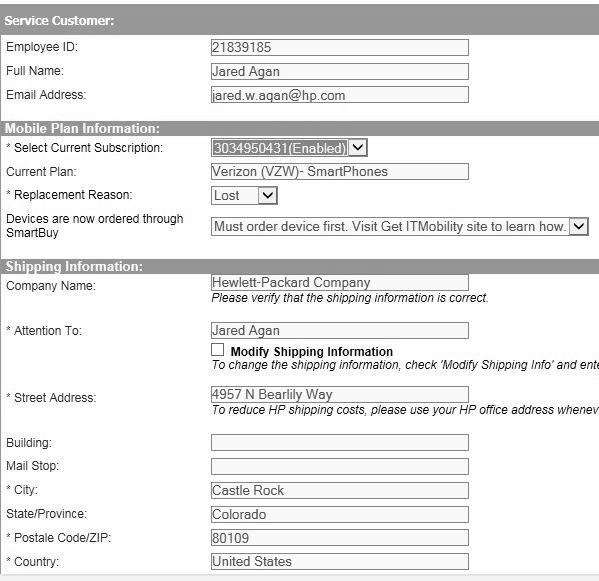 Service Customer:
Employee ID: 21839185
Full Name: Jared Agan
Email Address: jared.w.agan@hp.com
Mobile Plan Information:
* Select Current Subscription: 3034950431(Enabled)
Current Plan: Verizon (VZW)- SmartPhones
* Replacement Reason: Lost
Devices are now ordered through
SmartBuy
Must order device first. Visit Get ITMobility site to learn how.
Shipping Information:
Company Name: Hewlett-Packard Company
Please verify that the shipping information is correct.
* Attention To: Jared Agan
Modify Shipping Information
To change the shipping information, check 'Modify Shipping Info' and ente
* Street Address: 4957 N Bearlily Way
To reduce HP shipping costs, please use your HP office address whenev
Building:
Mail Stop:
* City: Castle Rock
State/Province: Colorado
* Postale Code/ZIP: 80109
* Country: United States